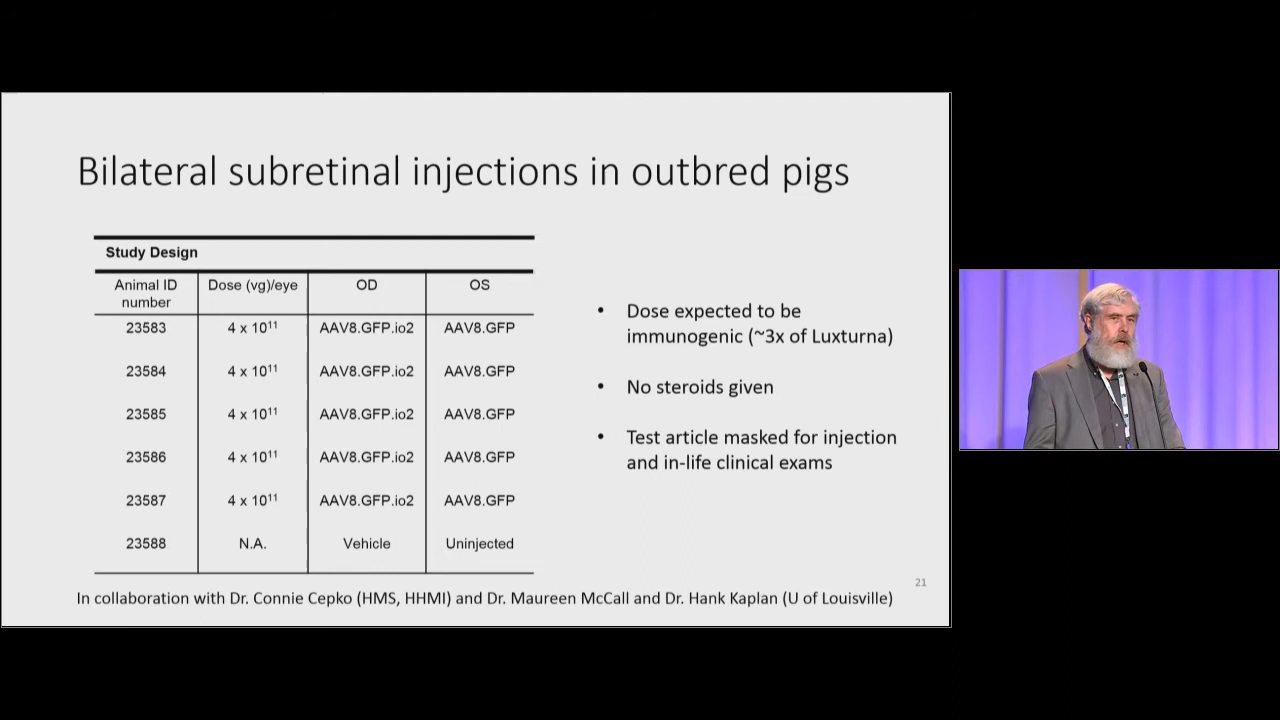 Bilateral subretinal injections in outbred pigs
Study Design
Animal ID number Dose (vg)/eye OD OS
23583 4 x 10¹¹ AAV8.GFP.io2 AAV8.GFP
23584 4 x 10¹¹ AAV8.GFP.io2 AAV8.GFP
23585 4 x 10¹¹ AAV8.GFP.io2 AAV8.GFP
23586 4 x 10¹¹ AAV8.GFP.io2 AAV8.GFP
23587 4 x 10¹¹ AAV8.GFP.io2 AAV8.GFP
23588 N.A. Vehicle Uninjected
• Dose expected to be
immunogenic (~3x of Luxturna)
• No steroids given
• Test article masked for injection
and in-life clinical exams
21
In collaboration with Dr. Connie Cepko (HMS, HHMI) and Dr. Maureen McCall and Dr. Hank Kaplan (U of Louisville)